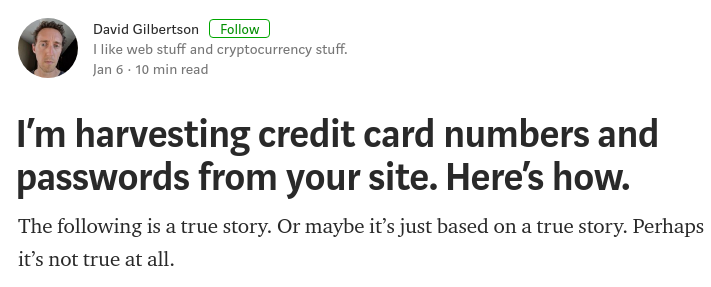 David Gilbertson Follow
I like web stuff and cryptocurrency stuff.
Jan 6 · 10 min read
I’m harvesting credit card numbers and
passwords from your site. Here’s how.
The following is a true story. Or maybe it’s just based on a true story. Perhaps
it’s not true at all.